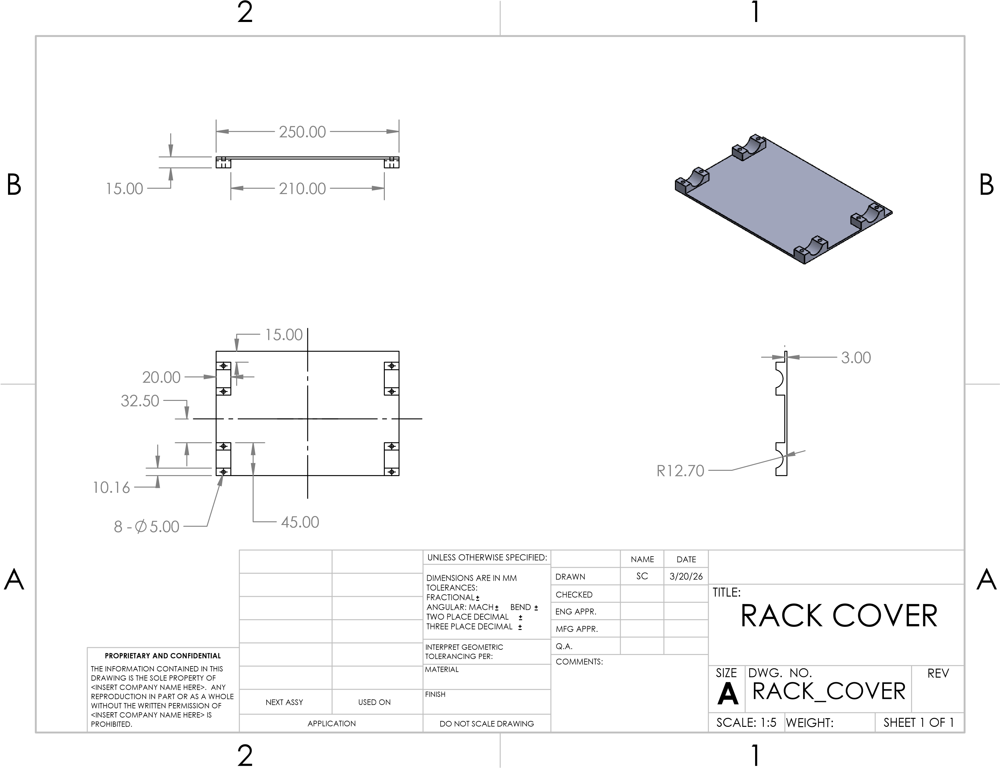 2
1
B
B
250.00
15.00
210.00
15.00
20.00
32.50
10.16
8 - ∅5.00
45.00
3.00
R12.70
A
A
UNLESS OTHERWISE SPECIFIED:
DIMENSIONS ARE IN MM
TOLERANCES:
FRACTIONAL ±
ANGULAR: MACH ± BEND ±
TWO PLACE DECIMAL ±
THREE PLACE DECIMAL ±
INTERPRET GEOMETRIC
TOLERANCING PER:
MATERIAL
FINISH
DO NOT SCALE DRAWING
NAME DATE
DRAWN SC 3/20/26
CHECKED
ENG APPR.
MFG APPR.
Q.A.
COMMENTS:
TITLE:
RACK COVER
SIZE DWG. NO. REV
A RACK_COVER
SCALE: 1:5 WEIGHT: SHEET 1 OF 1
PROPRIETARY AND CONFIDENTIAL
THE INFORMATION CONTAINED IN THIS
DRAWING IS THE SOLE PROPERTY OF
<INSERT COMPANY NAME HERE>. ANY
REPRODUCTION IN PART OR AS A WHOLE
WITHOUT THE WRITTEN PERMISSION OF
<INSERT COMPANY NAME HERE> IS
PROHIBITED.
NEXT ASSY USED ON
APPLICATION
2
1